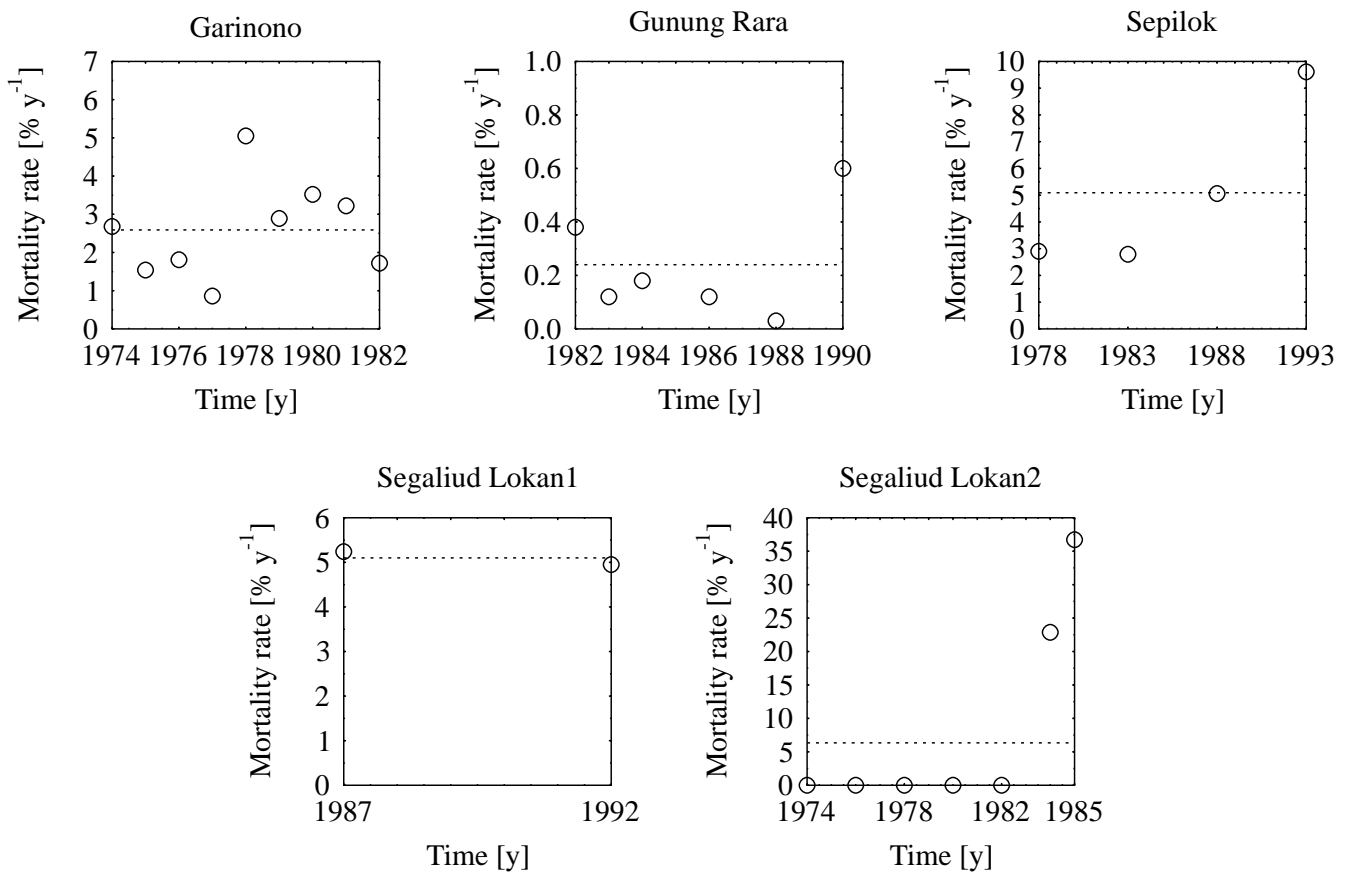 Garinono
Mortality rate [% y-1]
7
6
5
4
3
2
1
0
1974 1976 1978 1980 1982
Time [y]
Gunung Rara
Mortality rate [% y-1]
1.0
0.8
0.6
0.4
0.2
0.0
1982 1984 1986 1988 1990
Time [y]
Sepilok
Mortality rate [% y-1]
10
9
8
7
6
5
4
3
2
1
0
1978 1983 1988 1993
Time [y]
Segaliud Lokan1
Mortality rate [% y-1]
6
5
4
3
2
1
0
1987 1992
Time [y]
Segaliud Lokan2
Mortality rate [% y-1]
40
35
30
25
20
15
10
5
0
1974 1978 1982 1985
Time [y]